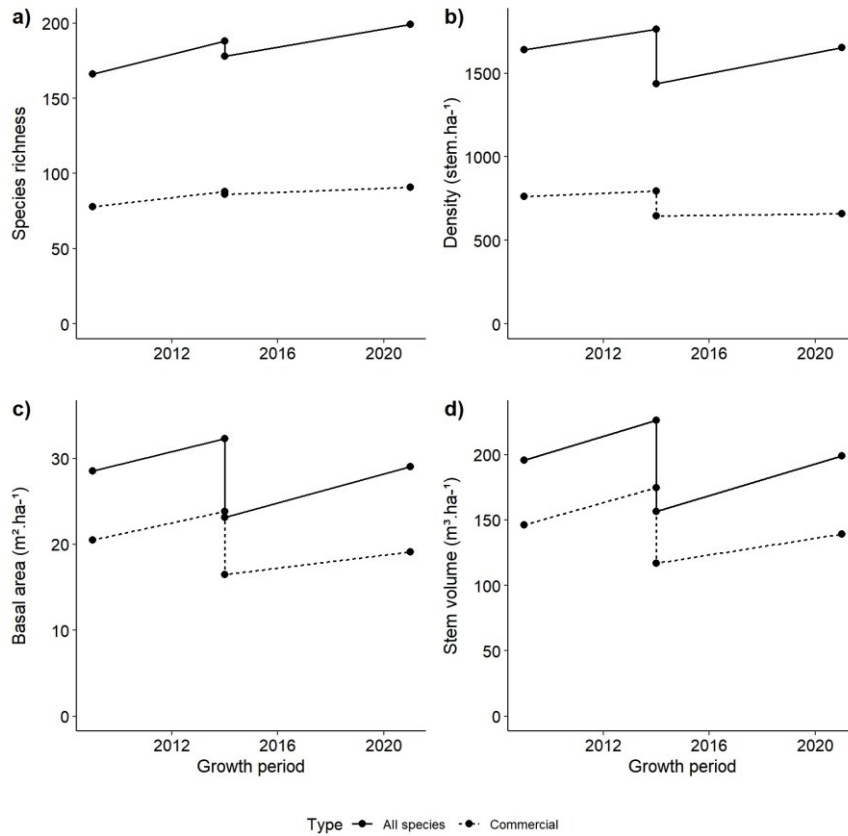 a)
Species richness
200
150
100
50
0
2012 2016 2020
b)
Density (stem.ha-¹)
1500
1000
500
0
2012 2016 2020
c)
Basal area (m².ha-¹)
30
20
10
0
2012 2016 2020
Growth period
d)
Stem volume (m³.ha-¹)
200
150
100
50
0
2012 2016 2020
Growth period
Type All species Commercial